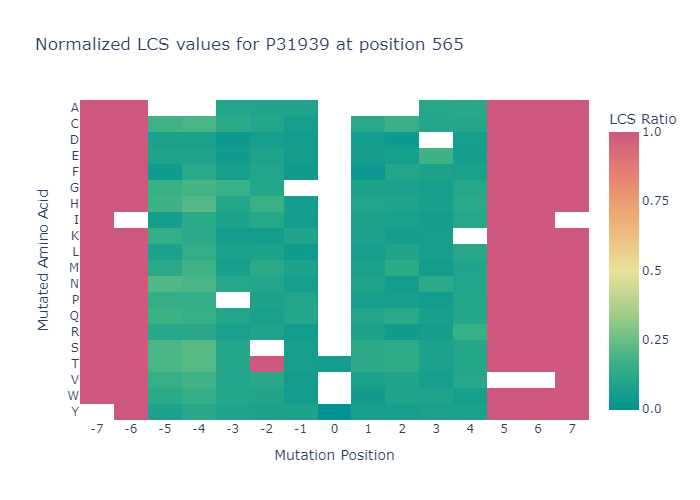 Normalized LCS values for P31939 at position 565
LCS Ratio
1.0
0.75
0.5
0.25
0.0
Mutated Amino Acid
A
C
D
E
F
G
H
I
K
L
M
N
P
Q
R
S
T
V
W
Y
-7 -6 -5 -4 -3 -2 -1 0 1 2 3 4 5 6 7
Mutation Position